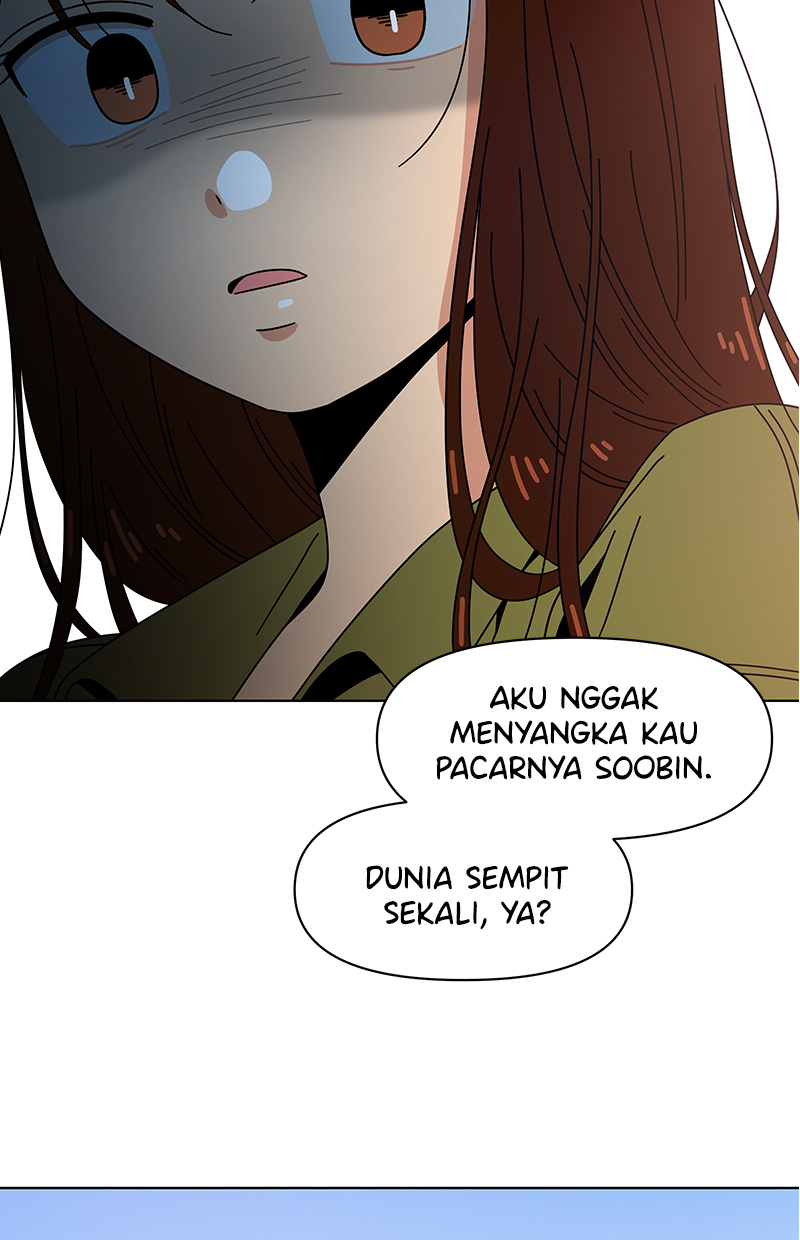 AKU NGGAK
MENYANGKA KAU
PACARNYA SOOBIN.
DUNIA SEMPIT
SEKALI, YA?